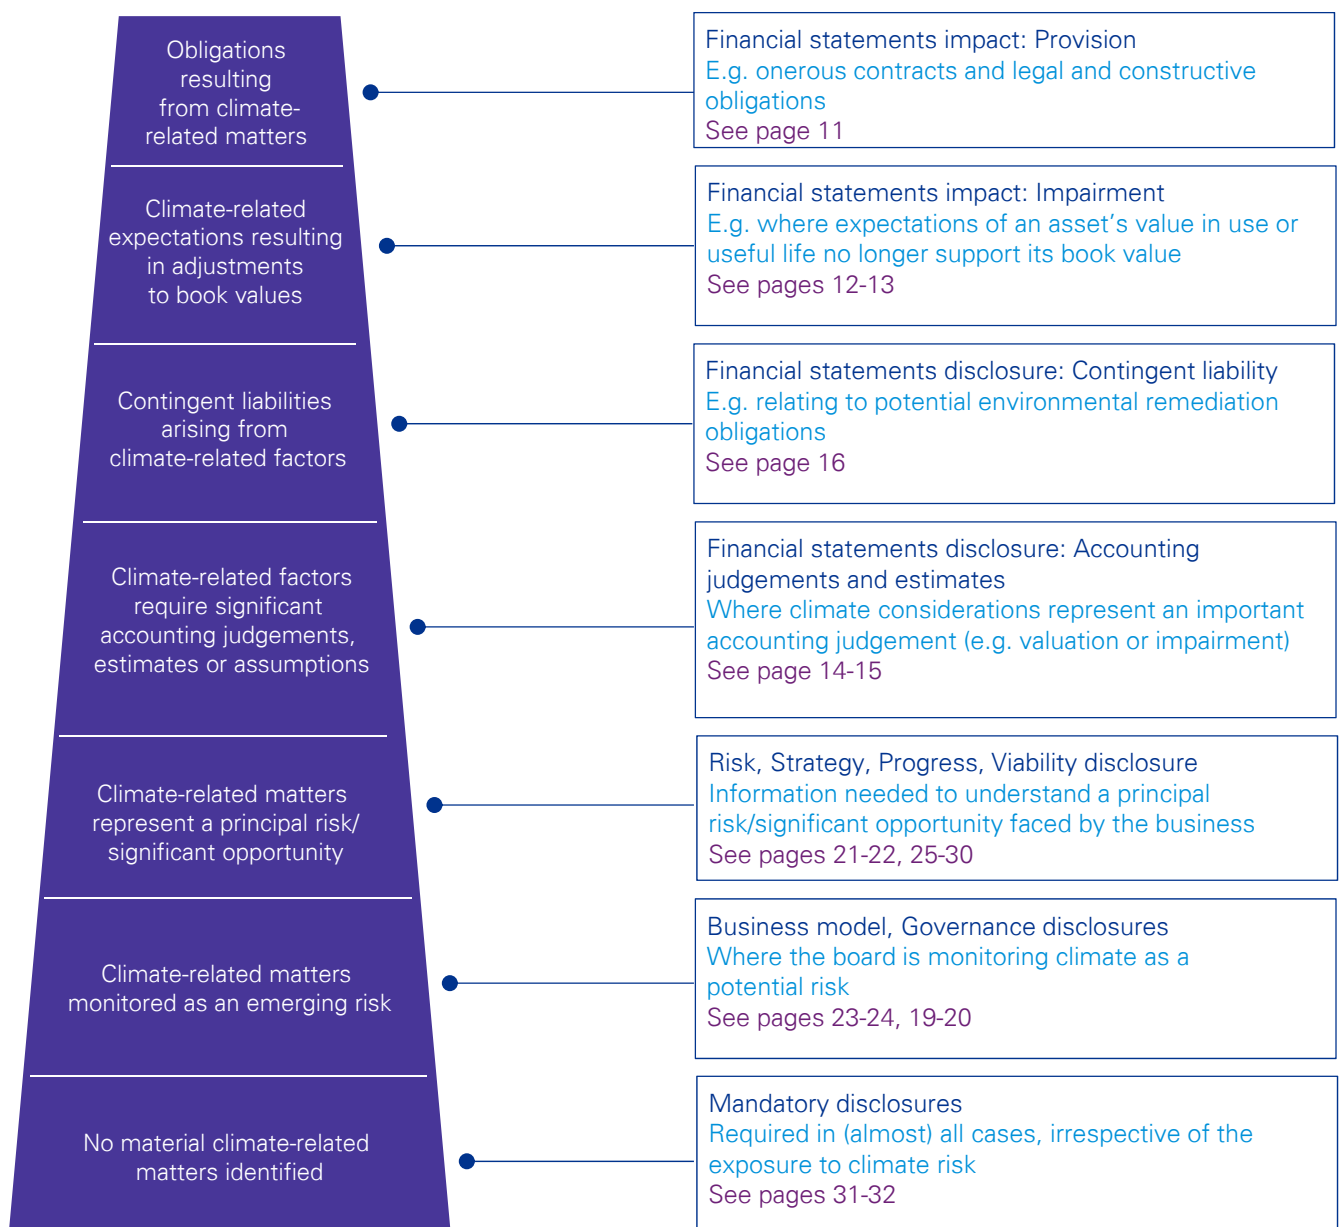 Obligations
resulting
from climate-
related matters
Financial statements impact: Provision
E.g. onerous contracts and legal and constructive
obligations
See page 11
Climate-related
expectations resulting
in adjustments
to book values
Financial statements impact: Impairment
E.g. where expectations of an asset's value in use or
useful life no longer support its book value
See pages 12-13
Contingent liabilities
arising from
climate-related factors
Financial statements disclosure: Contingent liability
E.g. relating to potential environmental remediation
obligations
See page 16
Climate-related factors
require significant
accounting judgements,
estimates or assumptions
Financial statements disclosure: Accounting
judgements and estimates
Where climate considerations represent an important
accounting judgement (e.g. valuation or impairment)
See page 14-15
Climate-related matters
represent a principal risk/
significant opportunity
Risk, Strategy, Progress, Viability disclosure
Information needed to understand a principal
risk/significant opportunity faced by the business
See pages 21-22, 25-30
Climate-related matters
monitored as an emerging risk
Business model, Governance disclosures
Where the board is monitoring climate as a
potential risk
See pages 23-24, 19-20
No material climate-related
matters identified
Mandatory disclosures
Required in (almost) all cases, irrespective of the
exposure to climate risk
See pages 31-32